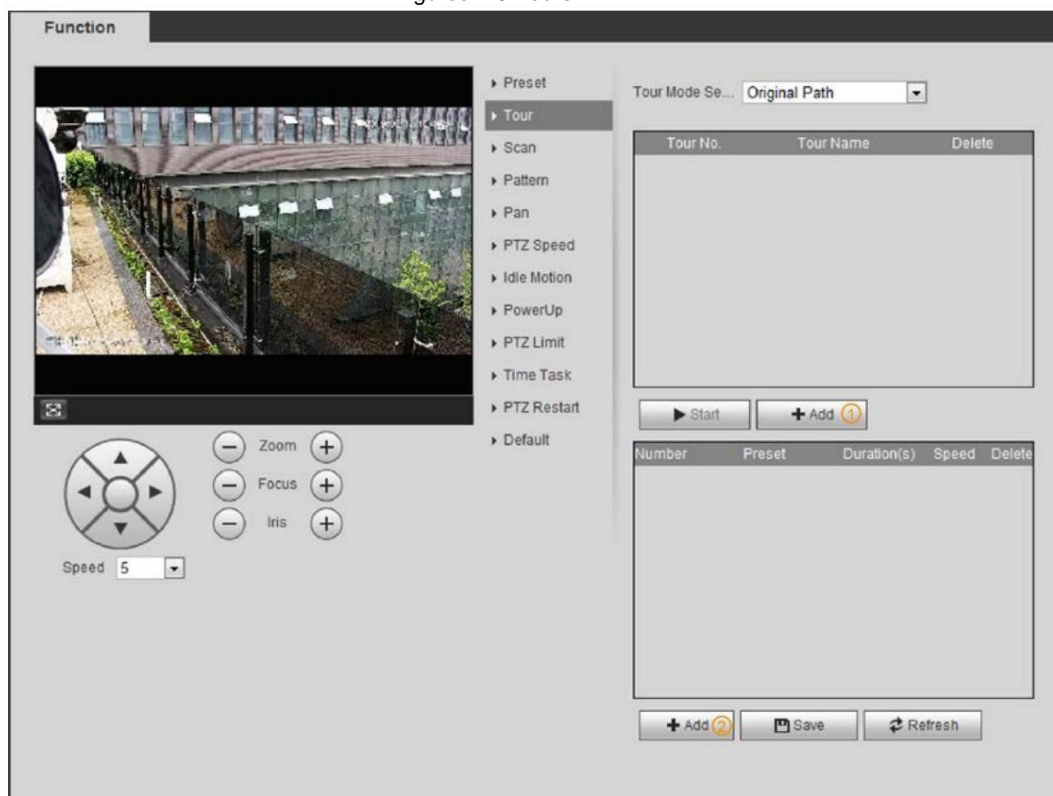 Function
Preset
Tour
Scan
Pattern
Pan
PTZ Speed
Idle Motion
PowerUp
PTZ Limit
Time Task
PTZ Restart
Default
Zoom
Focus
Iris
Speed 5
Tour Mode Se... Original Path
Tour No. Tour Name Delete
Start Add 1
Number Preset Duration(s) Speed Delete
Add 2 Save Refresh